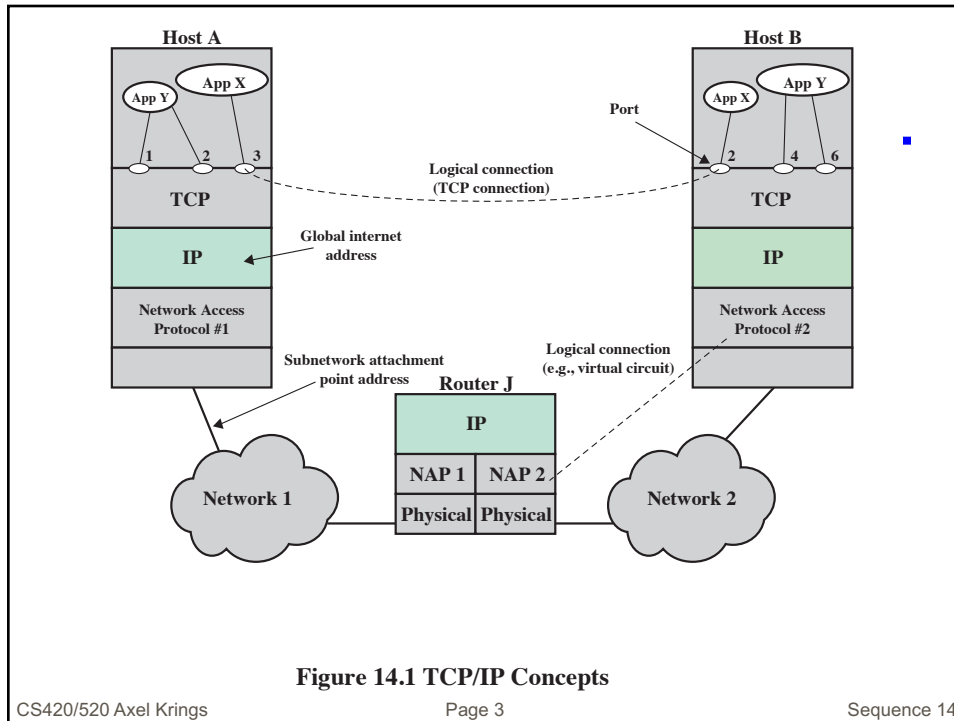 Host A
Host B
App X
App Y
App X
App Y
Port
1
2
3
2
4
6
Logical connection
(TCP connection)
TCP
TCP
Global internet
address
IP
IP
Network Access
Protocol #1
Network Access
Protocol #2
Logical connection
(e.g., virtual circuit)
Subnetwork attachment
point address
Router J
IP
NAP 1
NAP 2
Network 1
Network 2
Physical
Physical
Figure 14.1 TCP/IP Concepts
CS420/520 Axel Krings
Page 3
Sequence 14